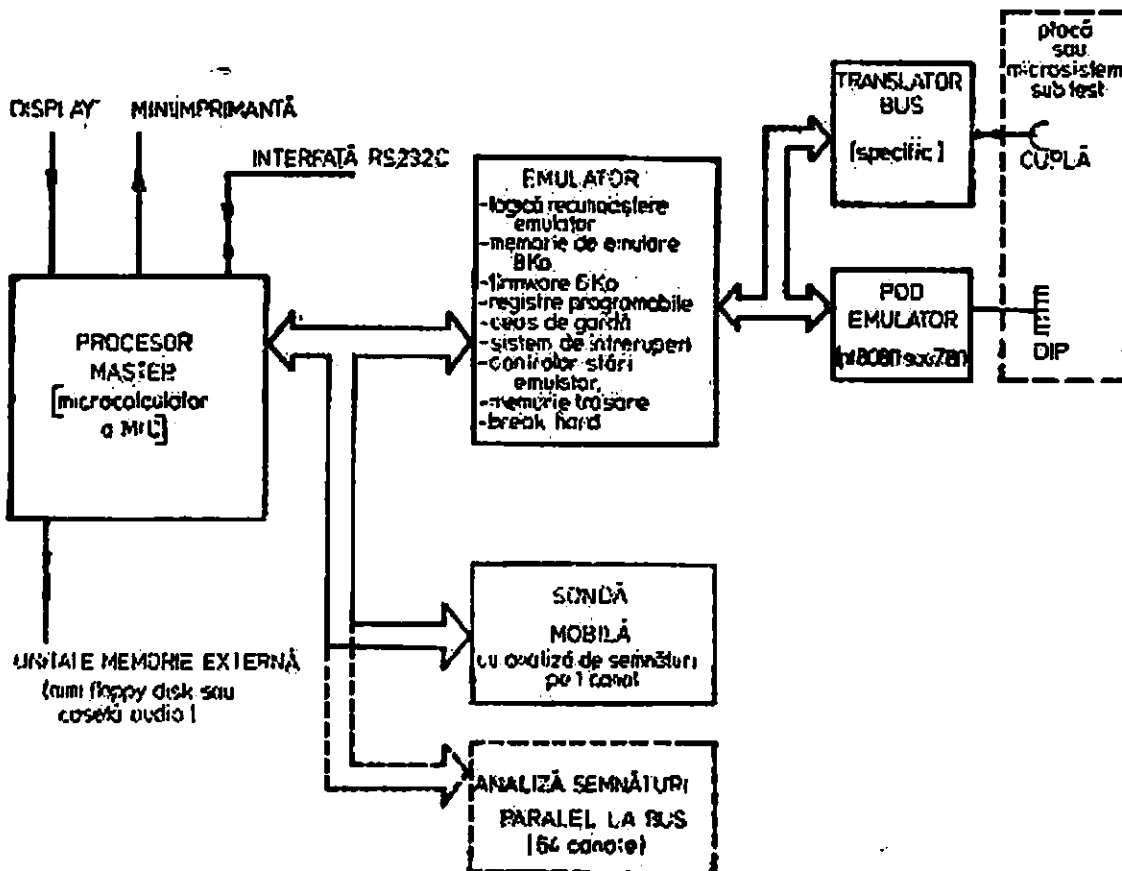 DISPLAY
MINIIMPRIMANTĂ
INTERFAȚĂ RS232C
PROCESOR
MASTER
[microcalculator
a MIC]
UNITATE MEMORIE EXTERNĂ
floppy disk sau
casetă audio)
EMULATOR
-logică recunoaștere
emulator
-memorie de emulare
8Ko
-firmware 6Ko
-registre programabile
-ceas de gardă
-sistem de întreruperi
-controlor stări
emulator,
-memorie trasare
-break hard
TRANSLATOR
BUS
[specific]
POD
EMULATOR
placă
sau
microsistem
sub test
CUPLĂ
DIP
SONDĂ
MOBILĂ
cu analiză de semnături
pe 1 canal
ANALIZĂ SEMNĂTURI
PARALEL LA BUS
(64 canale)